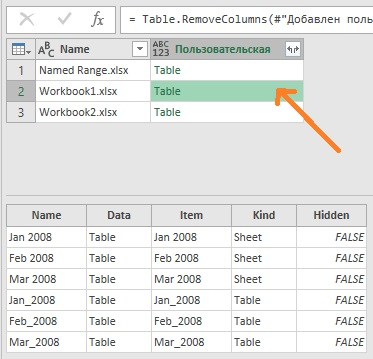 = Table.RemoveColumns(#"Добавлен поль
ABC Name ABC 123 Пользовательская
1 Named Range.xlsx Table
2 Workbook1.xlsx Table
3 Workbook2.xlsx Table
Name Data Item Kind Hidden
Jan 2008 Table Jan 2008 Sheet FALSE
Feb 2008 Table Feb 2008 Sheet FALSE
Mar 2008 Table Mar 2008 Sheet FALSE
Jan_2008 Table Jan_2008 Table FALSE
Feb_2008 Table Feb_2008 Table FALSE
Mar_2008 Table Mar_2008 Table FALSE